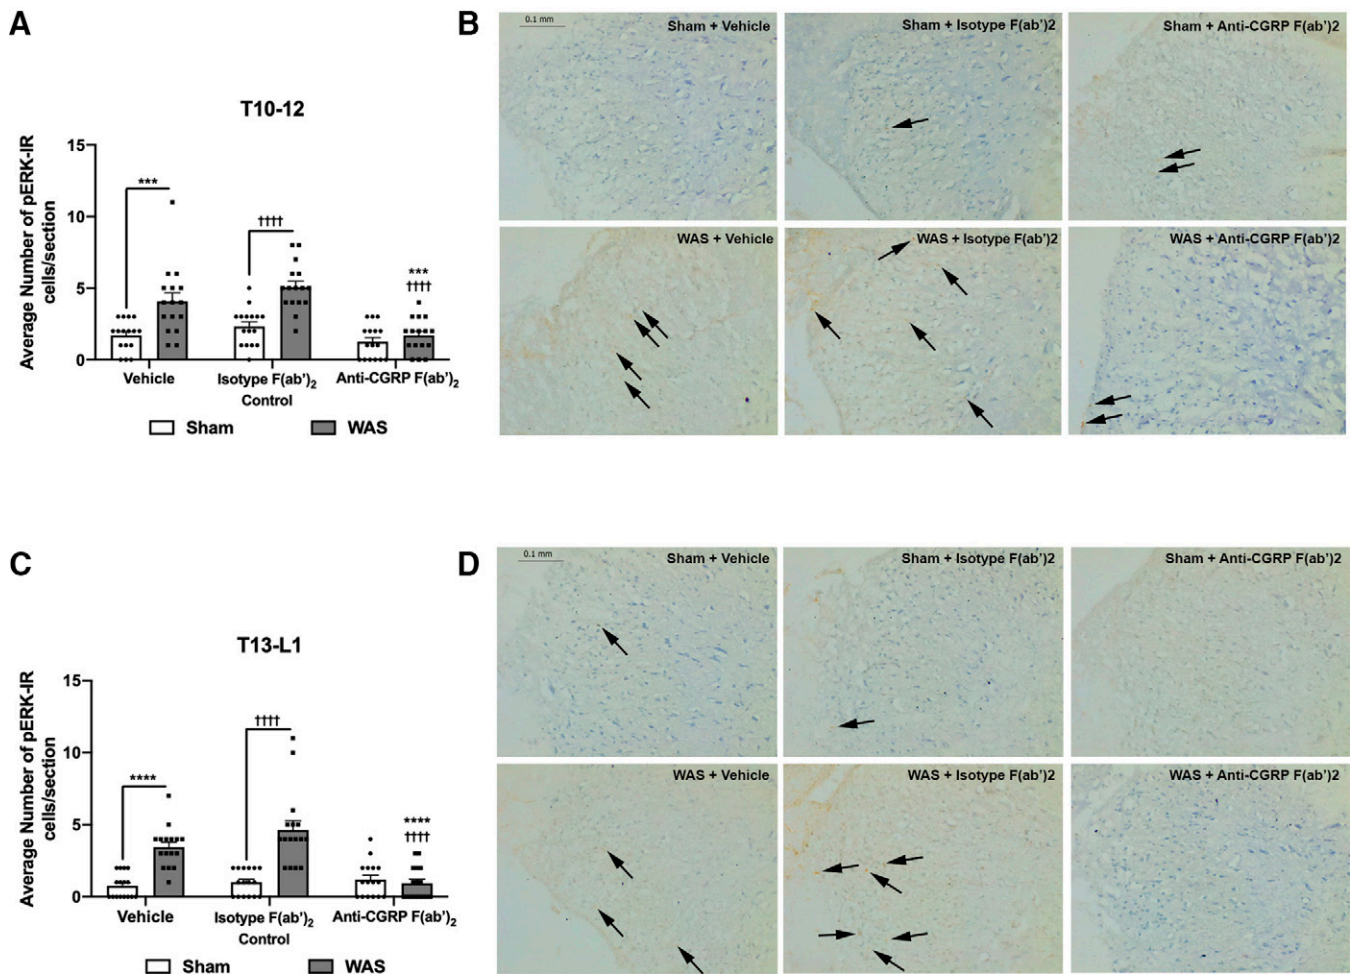 A
T10-12
Average Number of pERK-IR
cells/section
15
10
5
0
***
††††
***
††††
Vehicle
Isotype F(ab')₂
Control
Anti-CGRP F(ab')₂
Sham
WAS
B
0.1 mm
Sham + Vehicle
Sham + Isotype F(ab')2
Sham + Anti-CGRP F(ab')2
WAS + Vehicle
WAS + Isotype F(ab')2
WAS + Anti-CGRP F(ab')2
C
T13-L1
Average Number of pERK-IR
cells/section
15
10
5
0
****
††††
****
††††
Vehicle
Isotype F(ab')₂
Control
Anti-CGRP F(ab')₂
Sham
WAS
D
0.1 mm
Sham + Vehicle
Sham + Isotype F(ab')2
Sham + Anti-CGRP F(ab')2
WAS + Vehicle
WAS + Isotype F(ab')2
WAS + Anti-CGRP F(ab')2